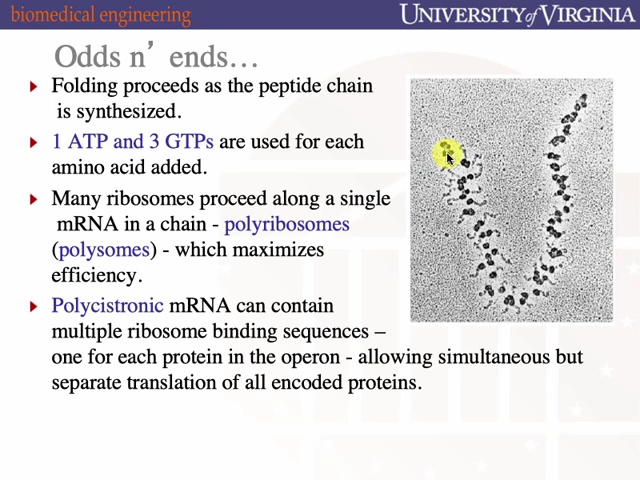 biomedical engineering
UNIVERSITY of VIRGINIA
Odds n’ ends…
Folding proceeds as the peptide chain
is synthesized.
1 ATP and 3 GTPs are used for each
amino acid added.
Many ribosomes proceed along a single
mRNA in a chain - polyribosomes
(polysomes) - which maximizes
efficiency.
Polycistronic mRNA can contain
multiple ribosome binding sequences –
one for each protein in the operon - allowing simultaneous but
separate translation of all encoded proteins.